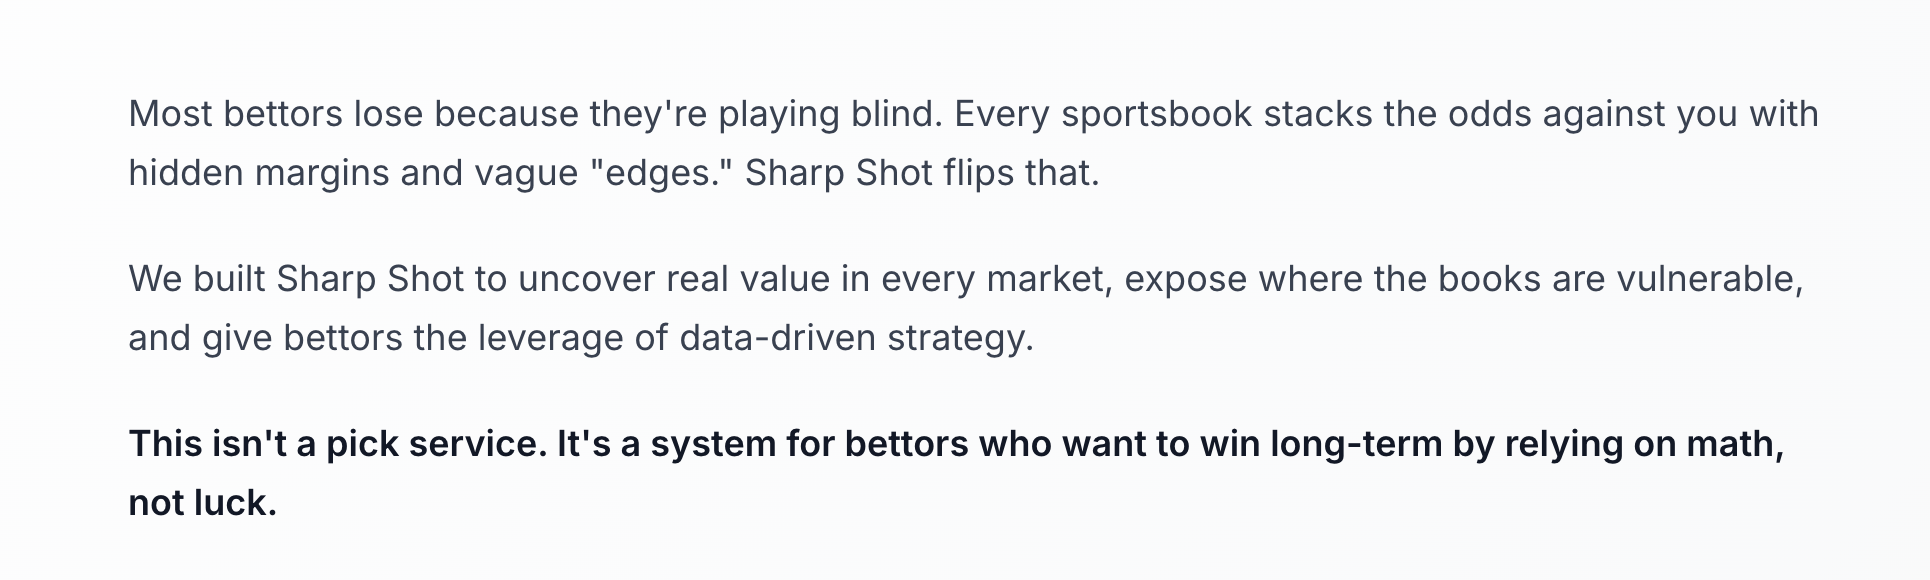 Most bettors lose because they're playing blind. Every sportsbook stacks the odds against you with
hidden margins and vague "edges." Sharp Shot flips that.
We built Sharp Shot to uncover real value in every market, expose where the books are vulnerable,
and give bettors the leverage of data-driven strategy.
This isn't a pick service. It's a system for bettors who want to win long-term by relying on math,
not luck.